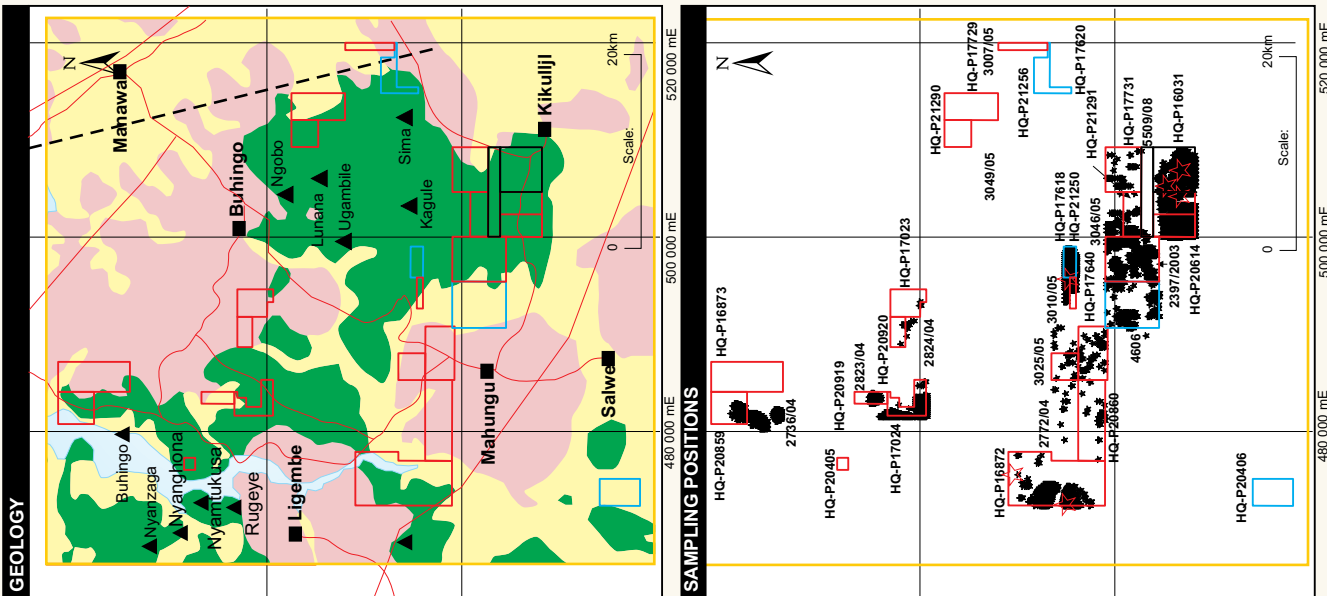 GEOLOGY
N
Manawa
Buhingo
Ngobo
Lunana
Ugambile
Sima
Kagule
Kikullji
Buhingo
Nyanzaga
Nyanghona
Nyamtukusa
Rugeye
Ligembe
Mahungu
Salwe
Scale:
0
20km
480 000 mE
500 000 mE
520 000 mE
SAMPLING POSITIONS
N
HQ-P16873
HQ-P20859
2736/04
HQ-P20405
HQ-P20919
2823/04
HQ-P20920
HQ-P17023
HQ-P17024
2824/04
HQ-P21290
3049/05
HQ-P17729
3007/05
HQ-P21256
HQ-P17620
HQ-P16872
2772/04
3025/05
HQ-P20860
3010/05
HQ-P17618
HQ-P21250
HQ-P17640
3046/05
HQ-P21291
HQ-P17731
5509/08
HQ-P16031
4606
2397/2003
HQ-P20614
HQ-P20406
Scale:
0
20km
480 000 mE
500 000 mE
520 000 mE